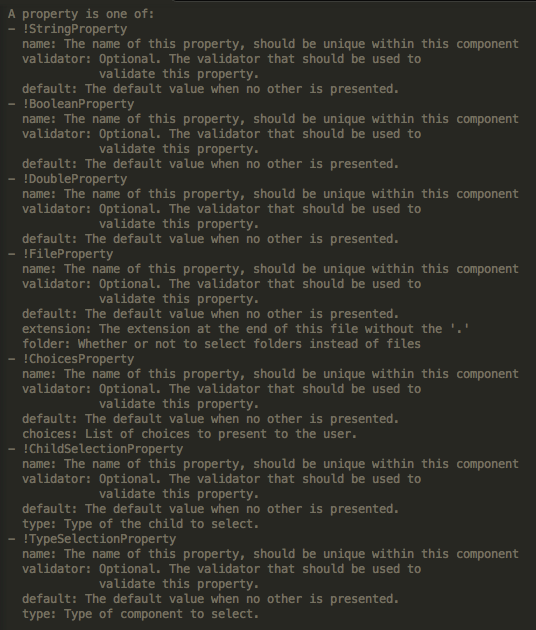 A property is one of:
- !StringProperty
name: The name of this property, should be unique within this component
validator: Optional. The validator that should be used to
validate this property.
default: The default value when no other is presented.
- !BooleanProperty
name: The name of this property, should be unique within this component
validator: Optional. The validator that should be used to
validate this property.
default: The default value when no other is presented.
- !DoubleProperty
name: The name of this property, should be unique within this component
validator: Optional. The validator that should be used to
validate this property.
default: The default value when no other is presented.
- !FileProperty
name: The name of this property, should be unique within this component
validator: Optional. The validator that should be used to
validate this property.
default: The default value when no other is presented.
extension: The extension at the end of this file without the '.'
folder: Whether or not to select folders instead of files
- !ChoicesProperty
name: The name of this property, should be unique within this component
validator: Optional. The validator that should be used to
validate this property.
default: The default value when no other is presented.
choices: List of choices to present to the user.
- !ChildSelectionProperty
name: The name of this property, should be unique within this component
validator: Optional. The validator that should be used to
validate this property.
default: The default value when no other is presented.
type: Type of the child to select.
- !TypeSelectionProperty
name: The name of this property, should be unique within this component
validator: Optional. The validator that should be used to
validate this property.
default: The default value when no other is presented.
type: Type of component to select.